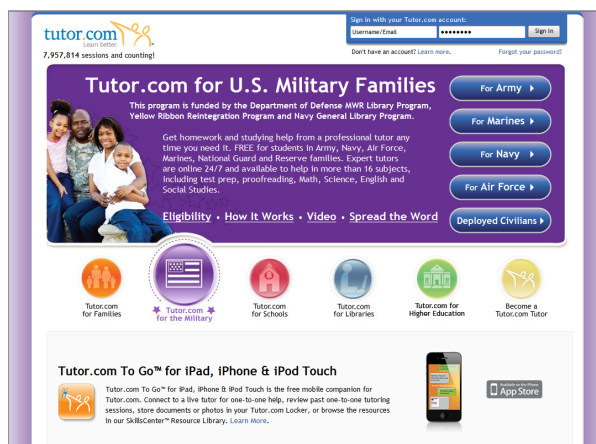 Sign in with your Tutor.com account:
Username/Email
Sign in
Don't have an account? Learn more.
Forgot your password?
tutor.com
Learn better.
7,957,814 sessions and counting!
Tutor.com for U.S. Military Families
This program is funded by the Department of Defense MWR Library Program,
Yellow Ribbon Reintegration Program and Navy General Library Program.
Get homework and studying help from a professional tutor any
time you need it. FREE for students in Army, Navy, Air Force,
Marines, National Guard and Reserve families. Expert tutors
are online 24/7 and available to help in more than 16 subjects,
including test prep, proofreading, Math, Science, English and
Social Studies.
Eligibility • How It Works • Video • Spread the Word
For Army
For Marines
For Navy
For Air Force
Deployed Civilians
Tutor.com
for Families
Tutor.com
for the Military
Tutor.com
for Schools
Tutor.com
for Libraries
Tutor.com for
Higher Education
Become a
Tutor.com Tutor
Tutor.com To Go™ for iPad, iPhone & iPod Touch
Tutor.com To Go™ for iPad, iPhone & iPod Touch is the free mobile companion for
Tutor.com. Connect to a live tutor for one-to-one help, review past one-to-one tutoring
sessions, store documents or photos in your Tutor.com Locker, or browse the resources
in our SkillsCenter™ Resource Library. Learn More.
Available on the iPhone
App Store